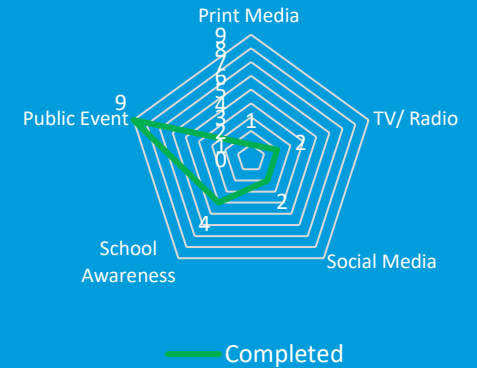 Print Media
9
8
7
6
5
4
3
2
1
0
1
TV/ Radio
2
Social Media
2
School
Awareness
4
Public Event
9
Completed